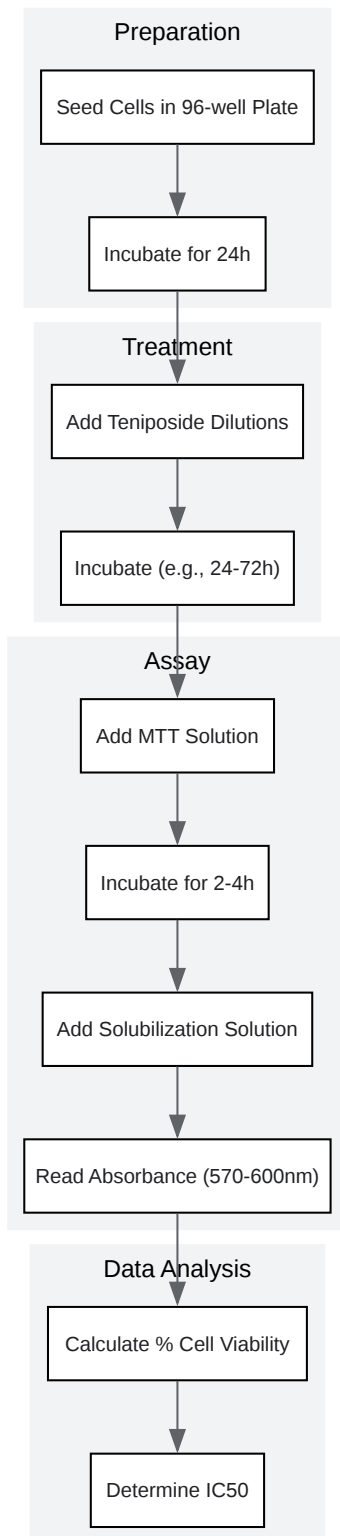 Preparation
Seed Cells in 96-well Plate
Incubate for 24h
Treatment
Add Teniposide Dilutions
Incubate (e.g., 24-72h)
Assay
Add MTT Solution
Incubate for 2-4h
Add Solubilization Solution
Read Absorbance (570-600nm)
Data Analysis
Calculate % Cell Viability
Determine IC50